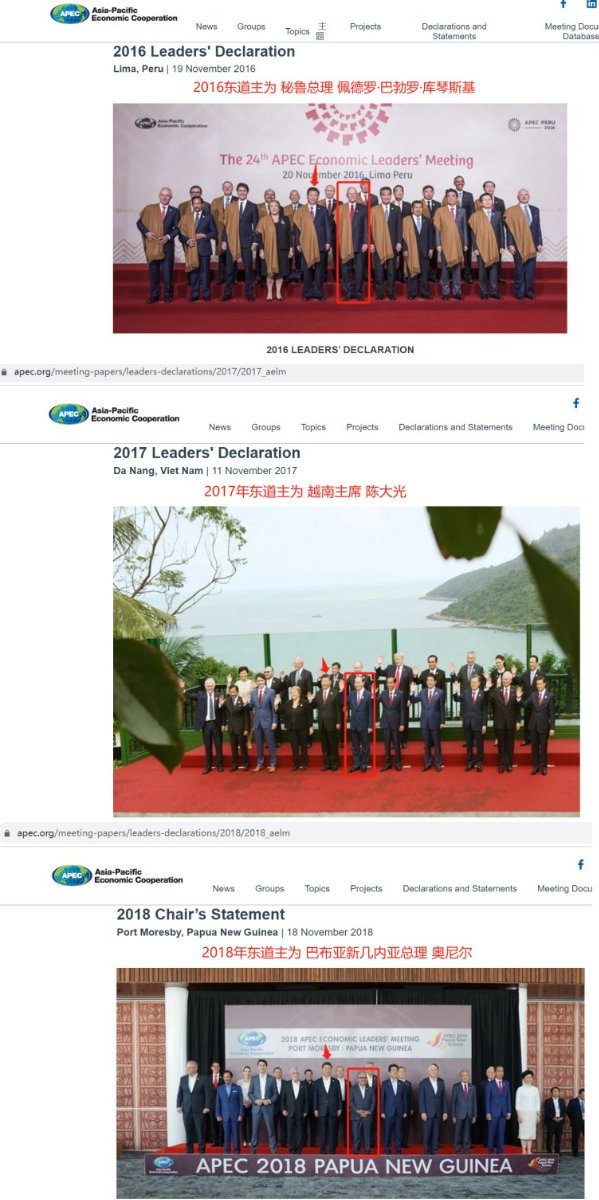 APEC Asia-Pacific
Economic Cooperation
News Groups Topics 主题 Projects Declarations and Statements Meeting Docu
Database
2016 Leaders' Declaration
Lima, Peru | 19 November 2016
2016东道主为 秘鲁总理 佩德罗·巴勃罗·库琴斯基
Asia-Pacific
Economic Cooperation
APEC PERU
2016
The 24th APEC Economic Leaders' Meeting
20 November 2016, Lima Peru
2016 LEADERS' DECLARATION
apec.org/meeting-papers/leaders-declarations/2017/2017_aelm
APEC Asia-Pacific
Economic Cooperation
News Groups Topics Projects Declarations and Statements Meeting Docu
2017 Leaders' Declaration
Da Nang, Viet Nam | 11 November 2017
2017年东道主为 越南主席 陈大光
apec.org/meeting-papers/leaders-declarations/2018/2018_aelm
APEC Asia-Pacific
Economic Cooperation
News Groups Topics Projects Declarations and Statements Meeting Docu
2018 Chair's Statement
Port Moresby, Papua New Guinea | 18 November 2018
2018年东道主为 巴布亚新几内亚总理 奥尼尔
Asia-Pacific
Economic Cooperation
2018 APEC ECONOMIC LEADERS' MEETING
PORT MORESBY | PAPUA NEW GUINEA
APEC 2018
Papua New Guinea
APEC 2018 PAPUA NEW GUINEA